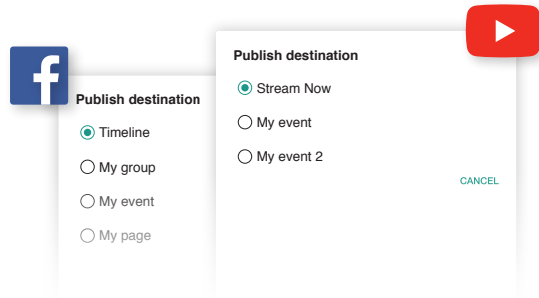 Publish destination
Timeline
My group
My event
My page
Publish destination
Stream Now
My event
My event 2
CANCEL